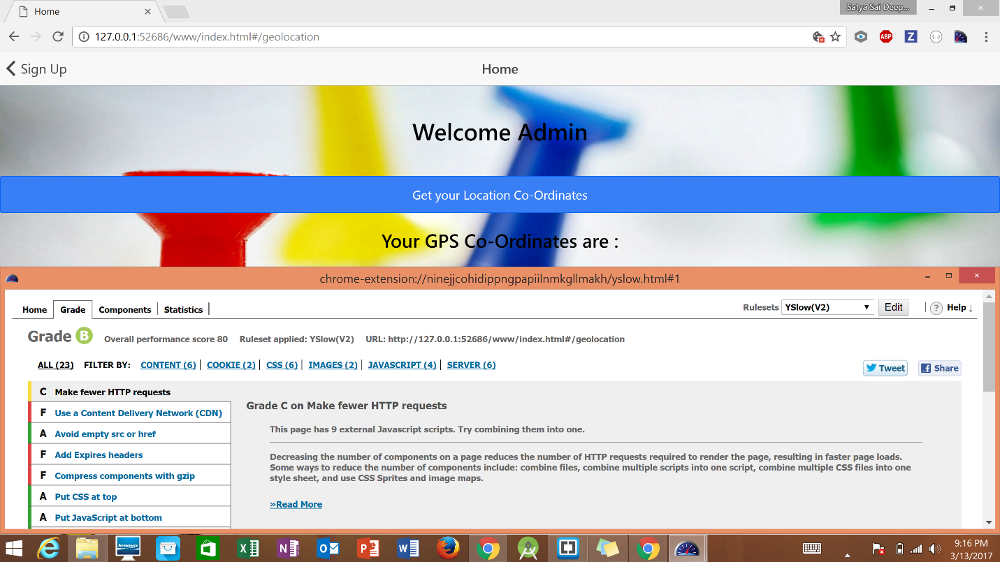 Home
Satya Sai Deep...
127.0.0.1:52686/www/index.html#/geolocation
ABP
Z
Sign Up
Home
Welcome Admin
Get your Location Co-Ordinates
Your GPS Co-Ordinates are :
chrome-extension://ninejjcohidippngpapiilnmkgllmakh/yslow.html#1
Home Grade Components Statistics
Rulesets YSlow(V2) Edit ? Help ↓
Grade B Overall performance score 80 Ruleset applied: YSlow(V2) URL: http://127.0.0.1:52686/www/index.html#/geolocation
ALL (23) FILTER BY: CONTENT (6) COOKIE (2) CSS (6) IMAGES (2) JAVASCRIPT (4) SERVER (6)
Tweet Share
C Make fewer HTTP requests
F Use a Content Delivery Network (CDN)
A Avoid empty src or href
F Add Expires headers
F Compress components with gzip
A Put CSS at top
A Put JavaScript at bottom
Grade C on Make fewer HTTP requests
This page has 9 external Javascript scripts. Try combining them into one.
Decreasing the number of components on a page reduces the number of HTTP requests required to render the page, resulting in faster page loads.
Some ways to reduce the number of components include: combine files, combine multiple scripts into one script, combine multiple CSS files into one
style sheet, and use CSS Sprites and image maps.
»Read More
lenovo
9:16 PM
3/13/2017